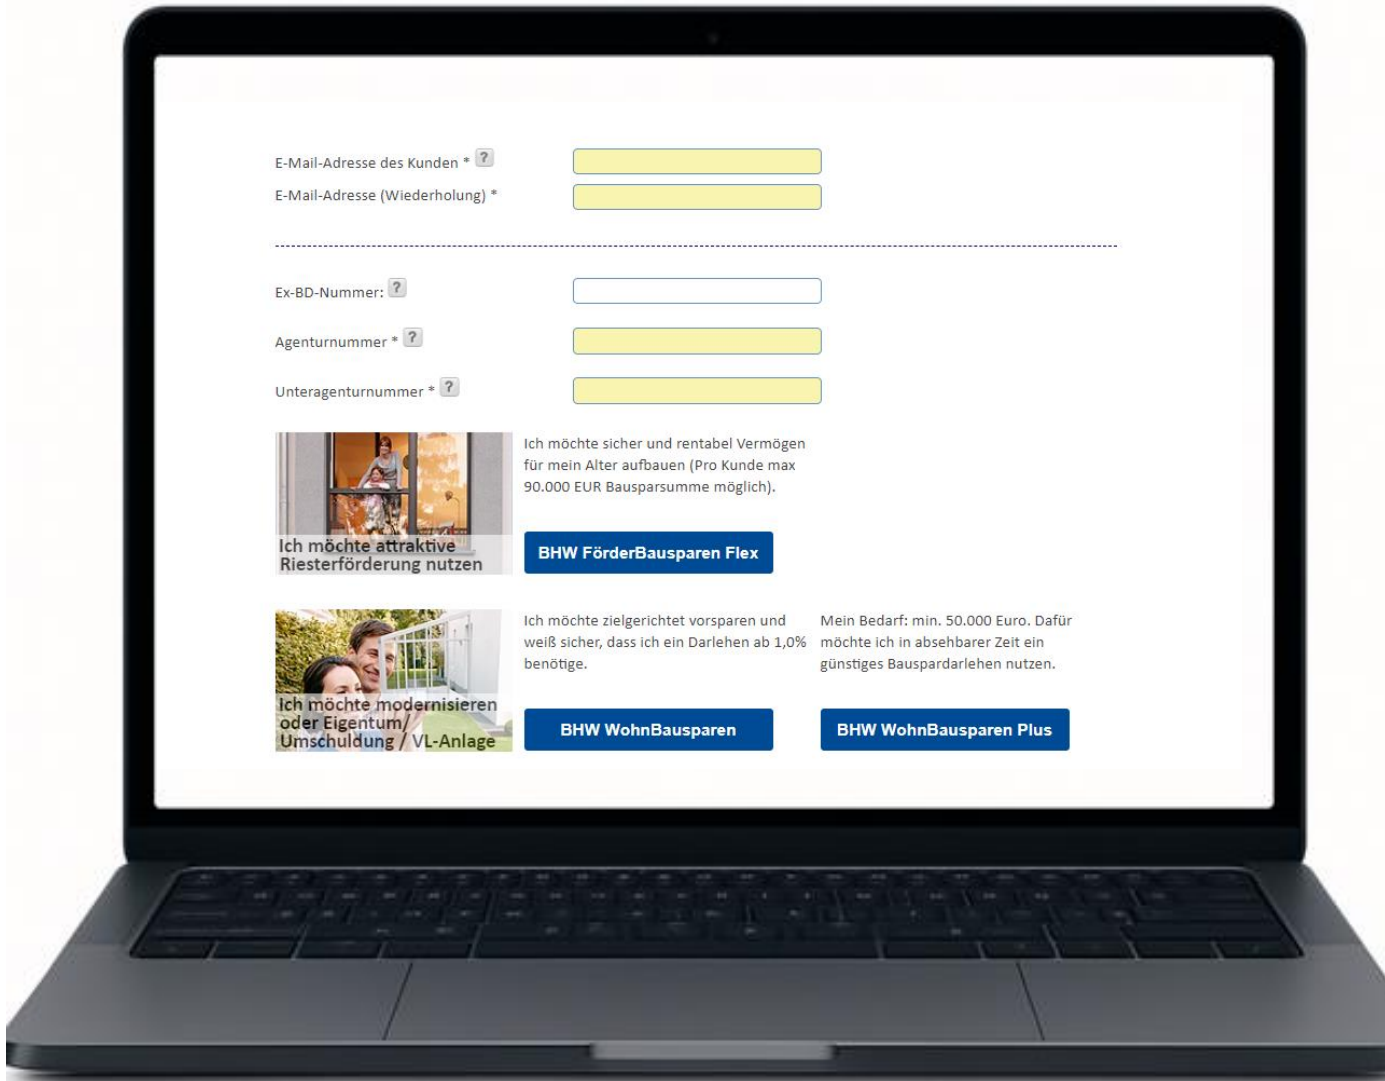 E-Mail-Adresse des Kunden * ?
E-Mail-Adresse (Wiederholung) *
Ex-BD-Nummer: ?
Agenturnummer * ?
Unteragenturnummer * ?
Ich möchte attraktive
Riesterförderung nutzen
Ich möchte sicher und rentabel Vermögen
für mein Alter aufbauen (Pro Kunde max
90.000 EUR Bausparsumme möglich).
BHW FörderBausparen Flex
Ich möchte modernisieren
oder Eigentum/
Umschuldung / VL-Anlage
Ich möchte zielgerichtet vorsparen und
weiß sicher, dass ich ein Darlehen ab 1,0%
benötige.
BHW WohnBausparen
Mein Bedarf: min. 50.000 Euro. Dafür
möchte ich in absehbarer Zeit ein
günstiges Bauspardarlehen nutzen.
BHW WohnBausparen Plus